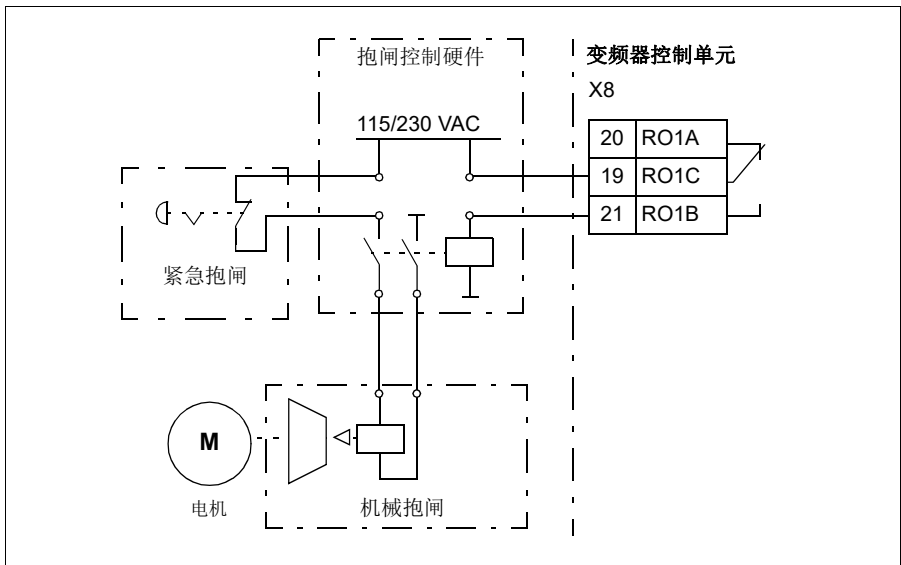 抱闸控制硬件
变频器控制单元
X8
115/230 VAC
20 RO1A
19 RO1C
21 RO1B
紧急抱闸
M
电机
机械抱闸